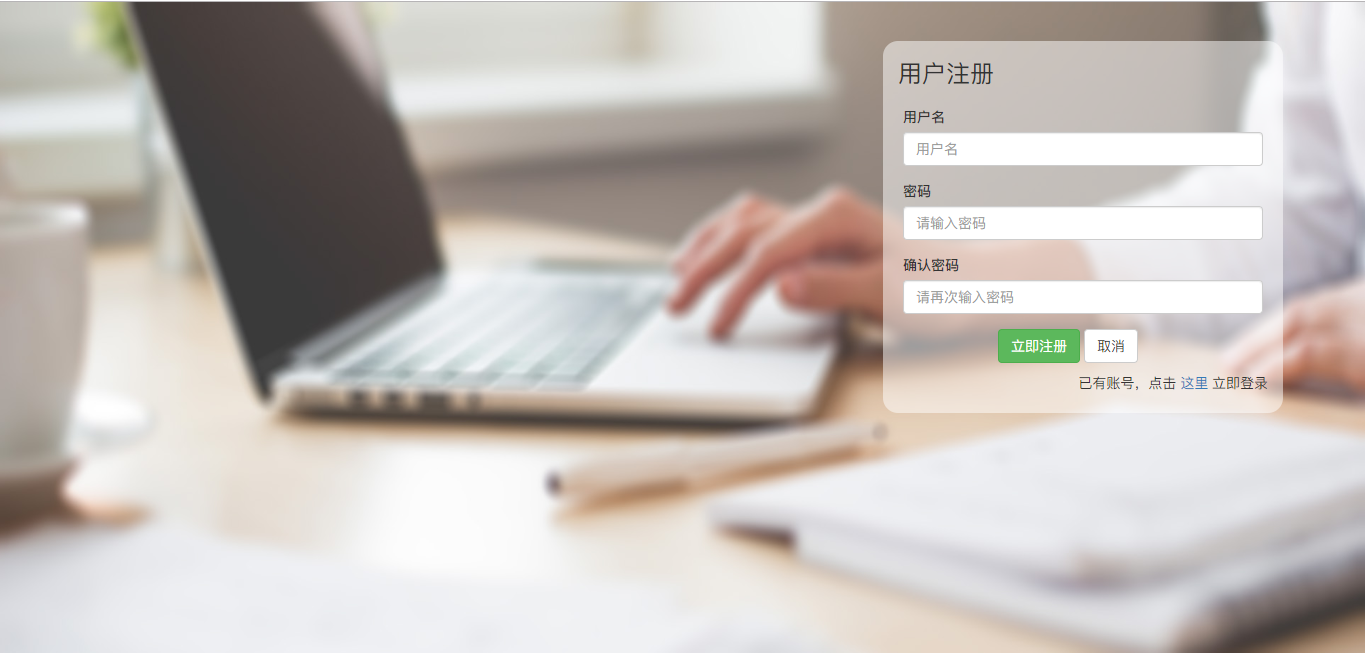 用户注册
用户名
用户名
密码
请输入密码
确认密码
请再次输入密码
立即注册 取消
已有账号，点击 这里 立即登录